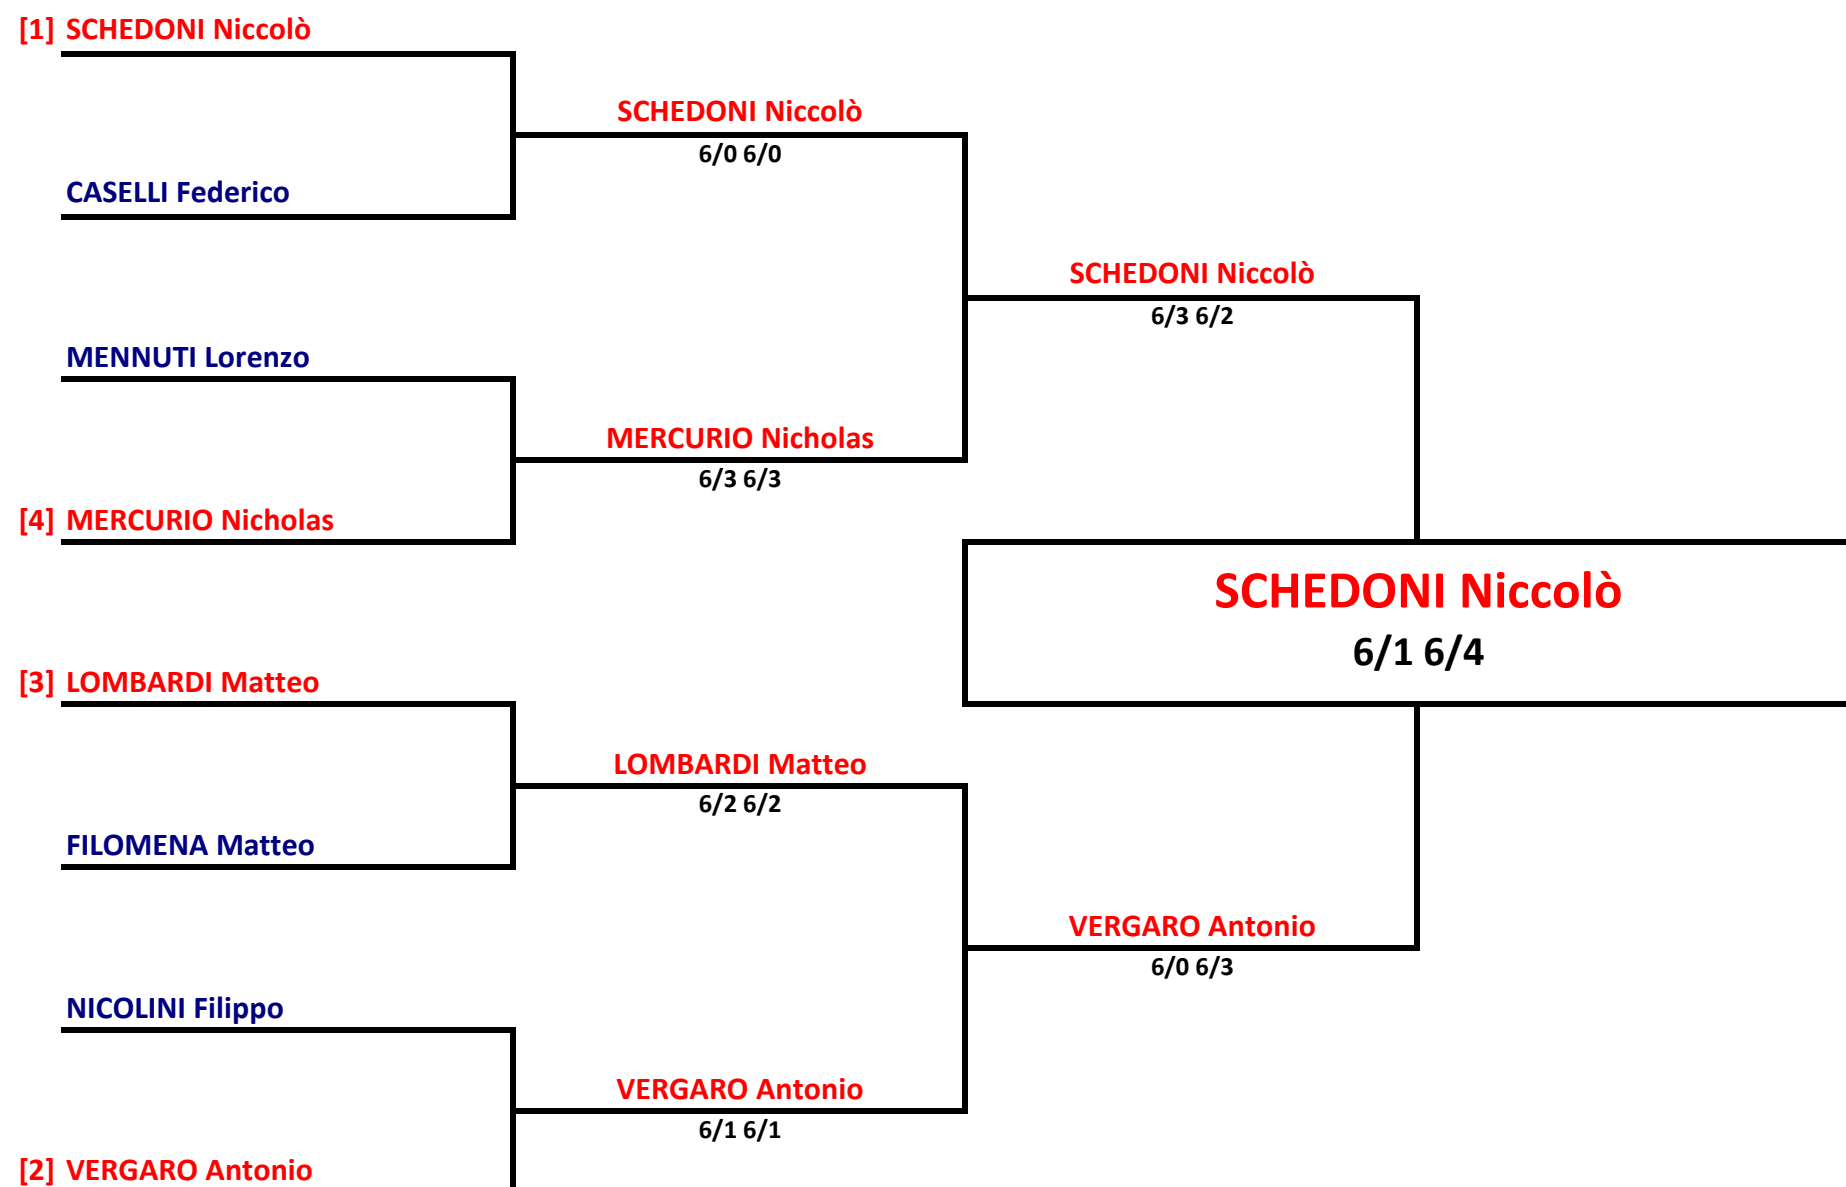 [1] SCHEDONI Niccolò
SCHEDONI Niccolò
6/0 6/0
CASELLI Federico
SCHEDONI Niccolò
6/3 6/2
MENNUTI Lorenzo
MERCURIO Nicholas
6/3 6/3
[4] MERCURIO Nicholas
SCHEDONI Niccolò
6/1 6/4
[3] LOMBARDI Matteo
LOMBARDI Matteo
6/2 6/2
FILOMENA Matteo
VERGARO Antonio
6/0 6/3
NICOLINI Filippo
VERGARO Antonio
6/1 6/1
[2] VERGARO Antonio